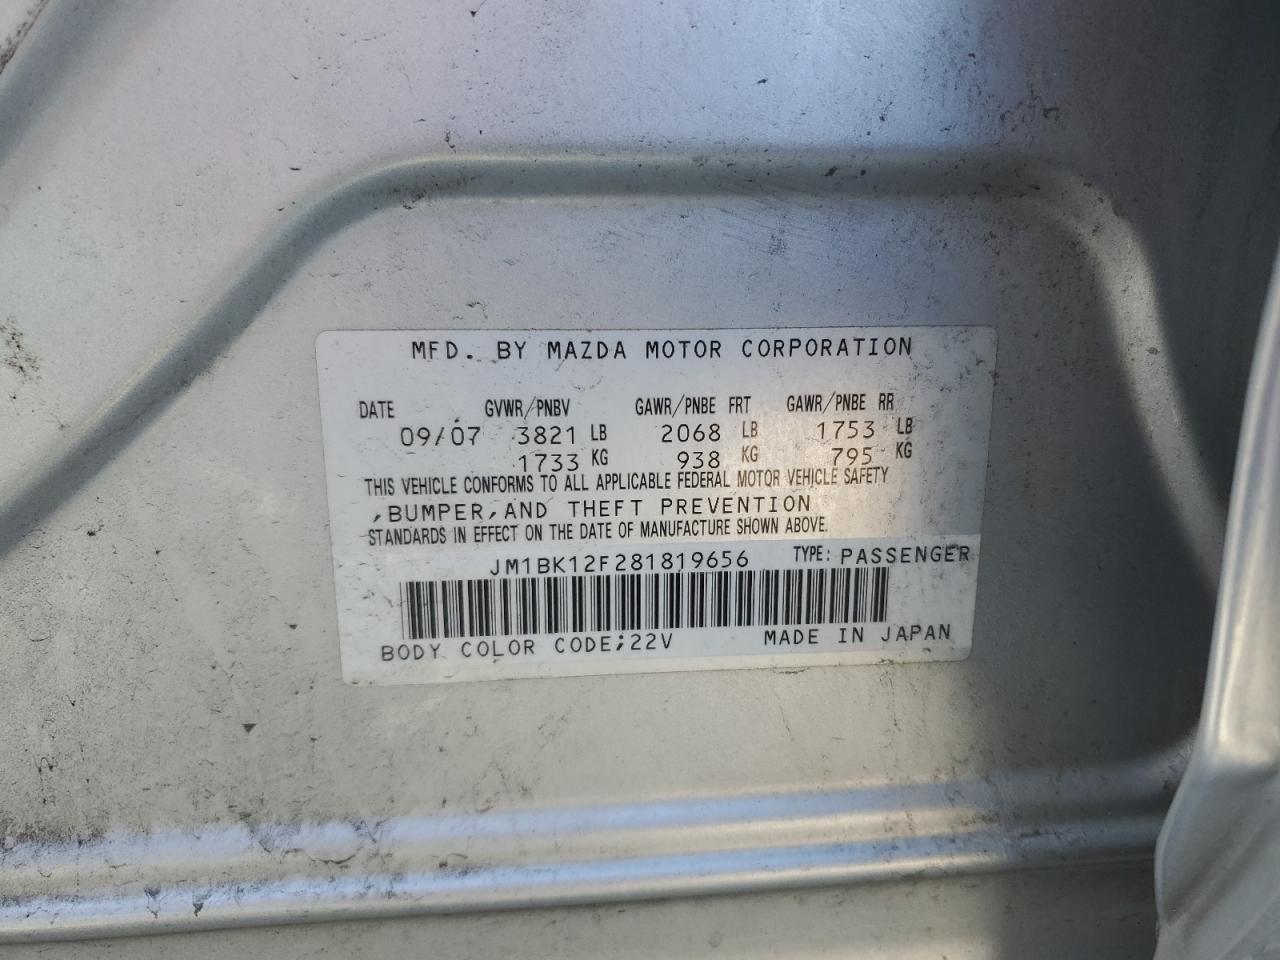 MFD. BY MAZDA MOTOR CORPORATION
DATE GVWR/PNBV GAWR/PNBE FRT GAWR/PNBE RR
09/07 3821 LB 2068 LB 1753 LB
1733 KG 938 KG 795 KG
THIS VEHICLE CONFORMS TO ALL APPLICABLE FEDERAL MOTOR VEHICLE SAFETY
,BUMPER,AND THEFT PREVENTION
STANDARDS IN EFFECT ON THE DATE OF MANUFACTURE SHOWN ABOVE.
JM1BK12F281819656 TYPE: PASSENGER
BODY COLOR CODE;22V MADE IN JAPAN